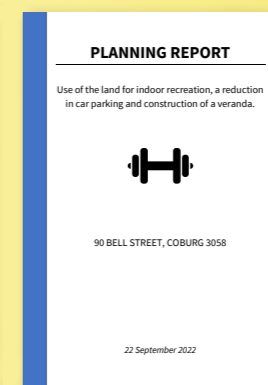 PLANNING REPORT
Use of the land for indoor recreation, a reduction
in car parking and construction of a veranda.
90 BELL STREET, COBURG 3058
22 September 2022